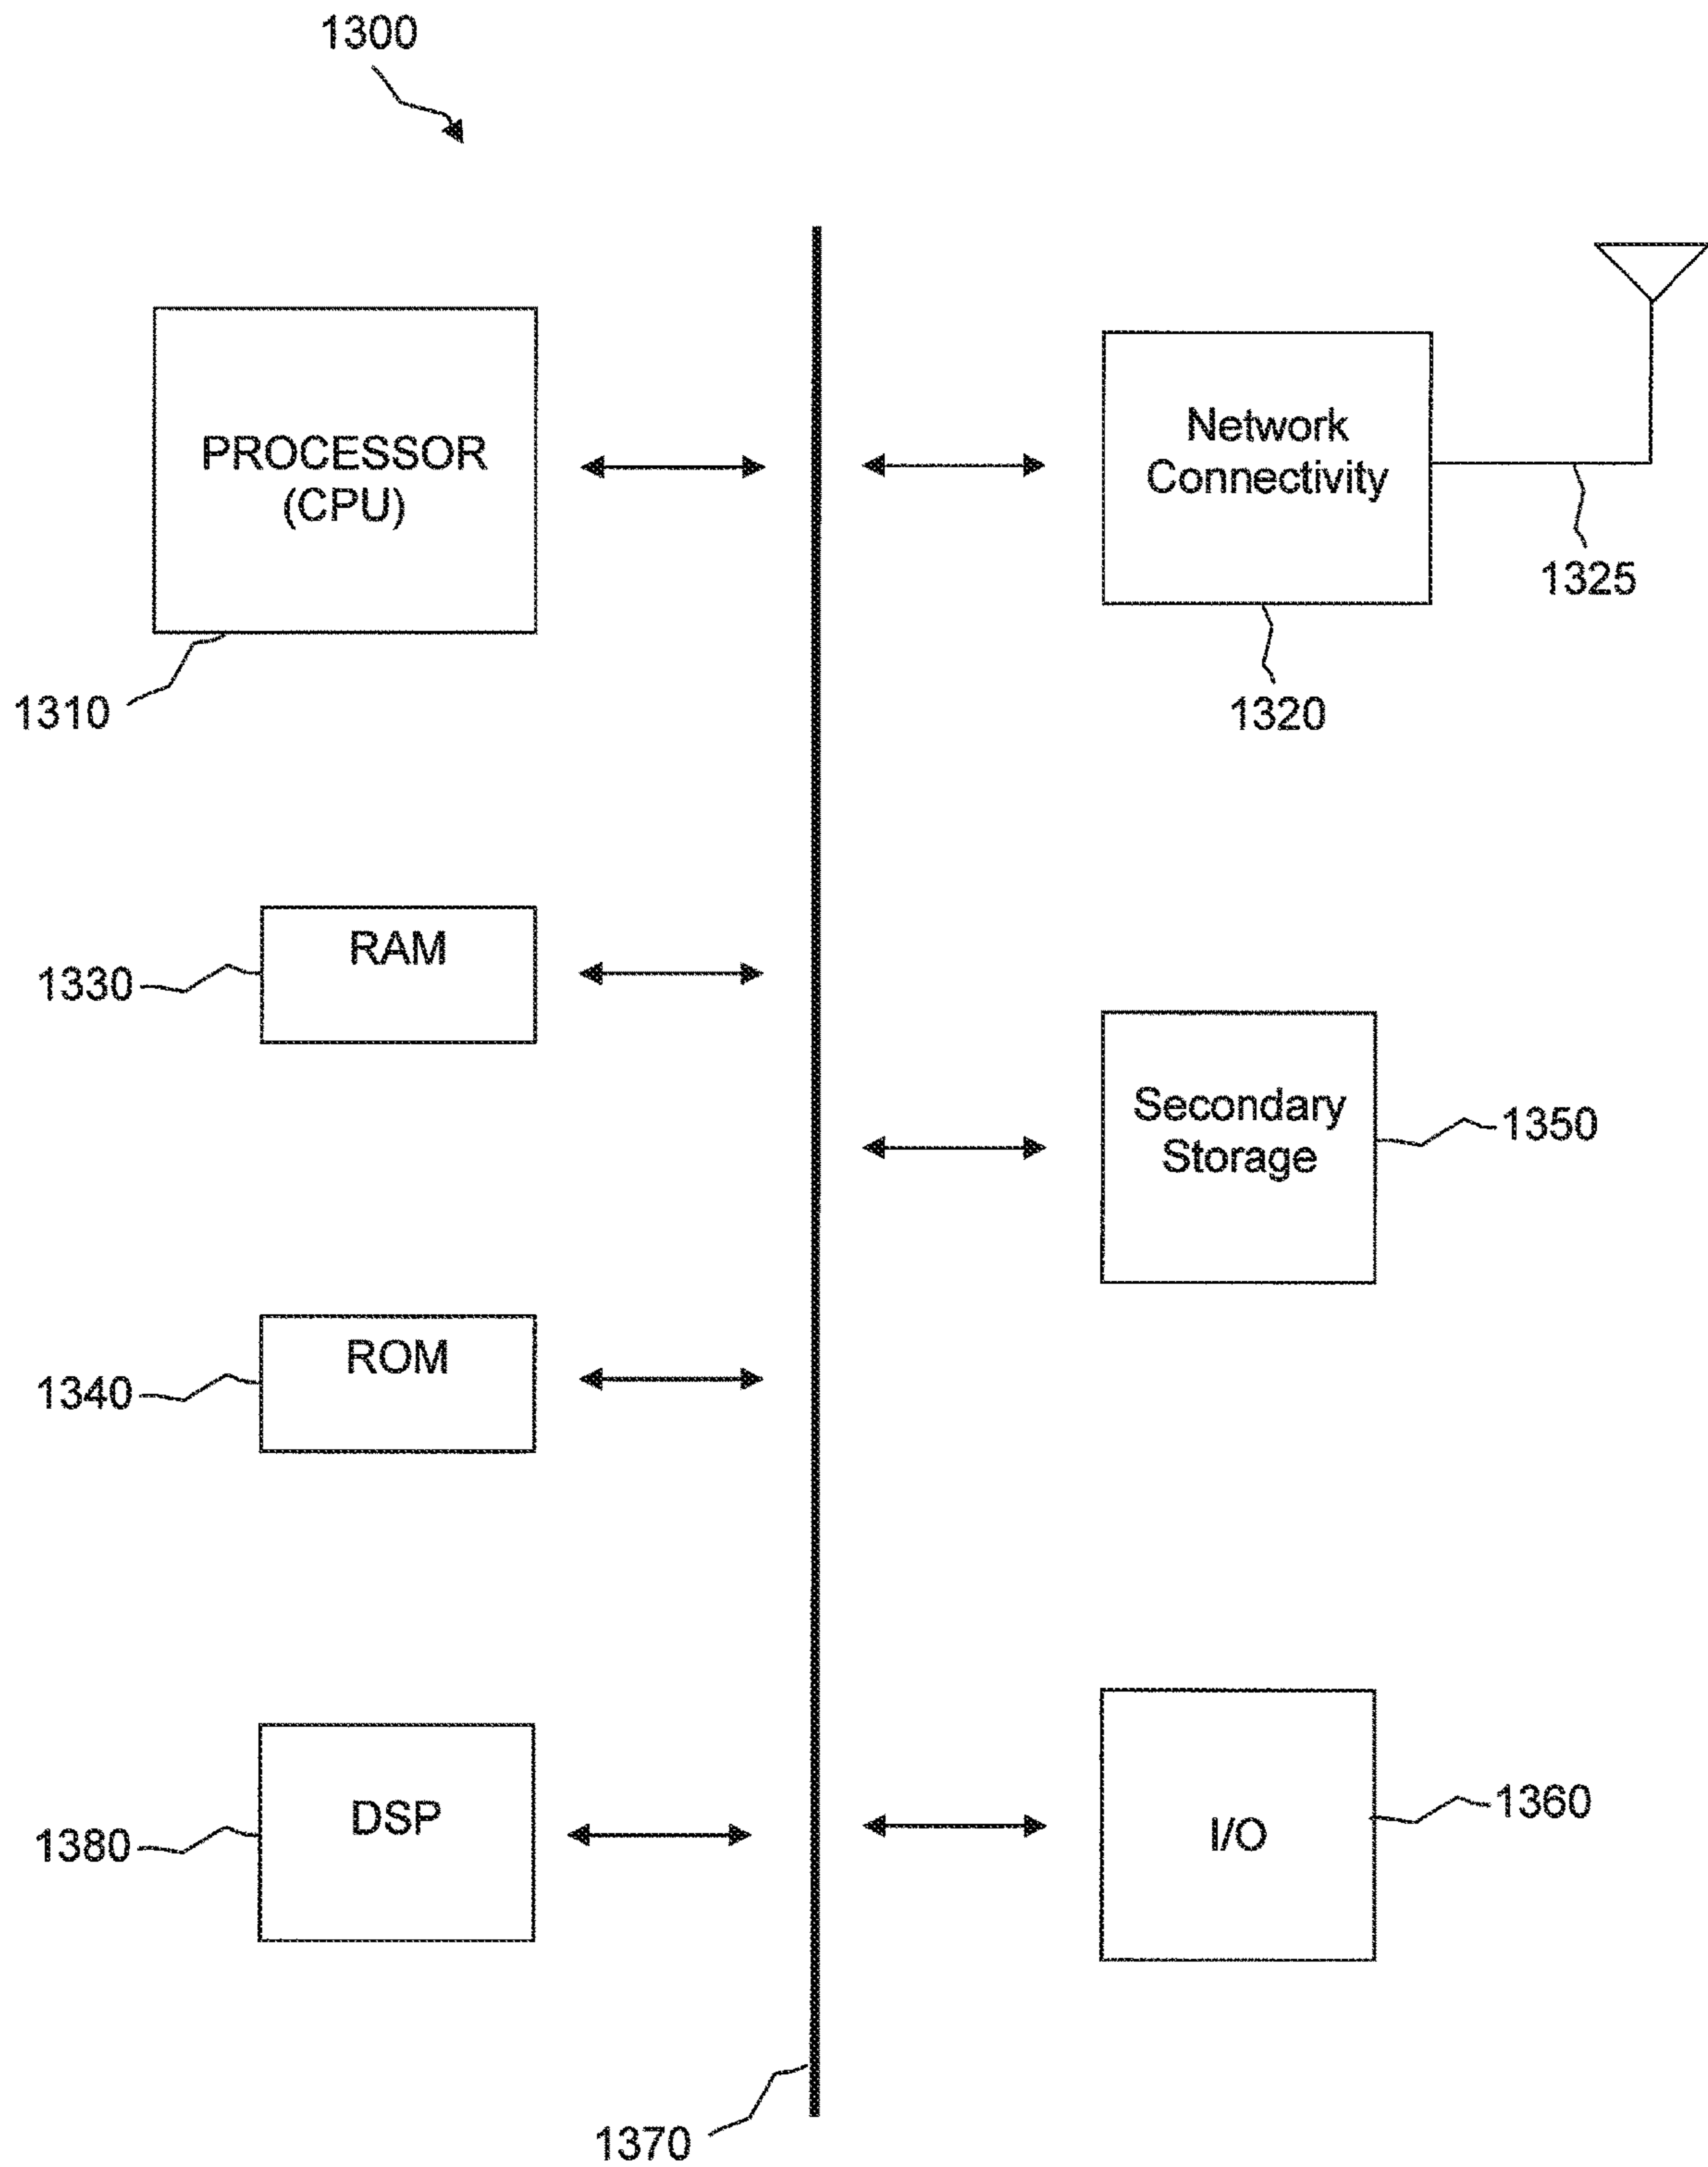 1300
PROCESSOR
(CPU)
1310
Network
Connectivity
1325
1320
RAM
1330
Secondary
Storage
1350
ROM
1340
DSP
1380
I/O
1360
1370